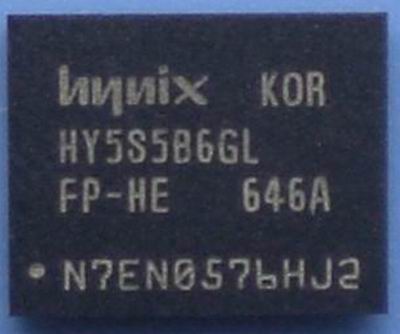 hynix KOR
HY5S5B6GL
FP-HE 646A
N7EN0576HJ2